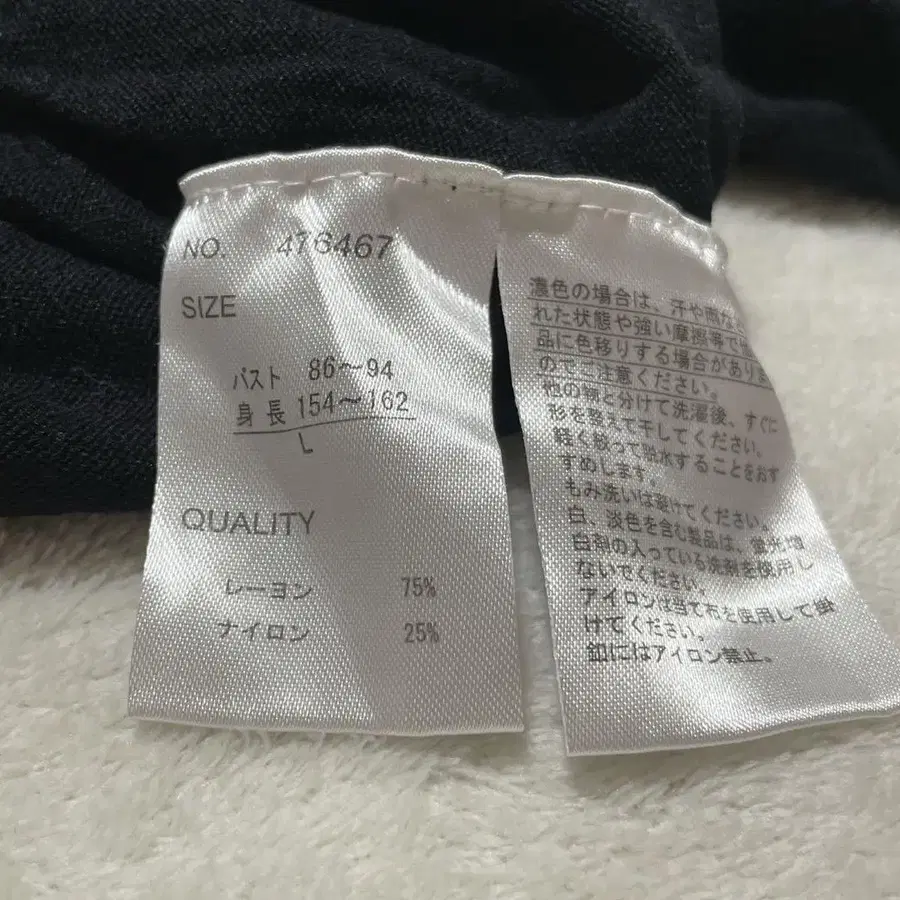 NO. 476467
SIZE
バスト 86〜94
身長 154〜162
L
QUALITY
レーヨン 75%
ナイロン 25%
濃色の場合は、汗や雨など
れた状態や強い摩擦等で
品に色移りする場合があり
のでご注意ください。
他の物と分けて洗濯後、すぐに
形を整えて干してください。
軽く絞って脱水することをおす
すめします。
もみ洗いは避けてください。
白、淡色を含む製品は、蛍光増
白剤の入っている洗剤を使用し
ないでください。
アイロンは当て布を使用して掛
けてください。
釦にはアイロン禁止。